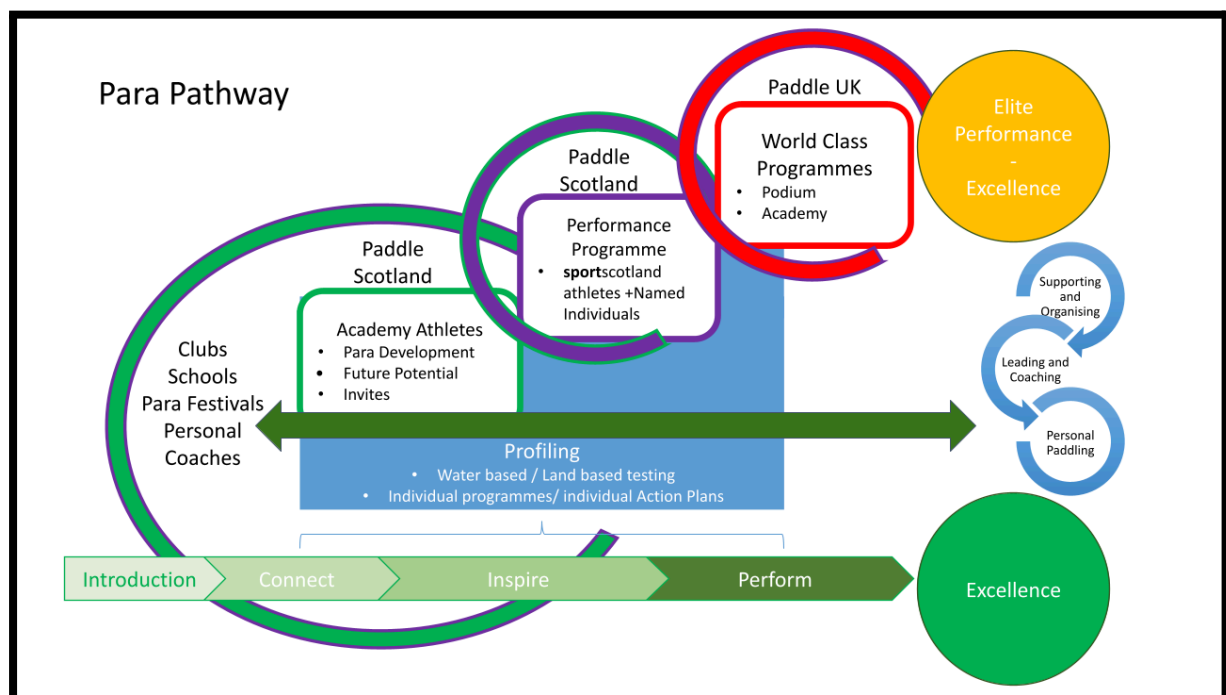 Para Pathway
Paddle UK
World Class
Programmes
• Podium
• Academy
Elite
Performance
-
Excellence
Paddle
Scotland
Performance
Programme
• sportscotland
athletes +Named
Individuals
Paddle
Scotland
Academy Athletes
• Para Development
• Future Potential
• Invites
Clubs
Schools
Para Festivals
Personal
Coaches
Supporting
and
Organising
Leading and
Coaching
Personal
Paddling
Profiling
• Water based / Land based testing
• Individual programmes/ individual Action Plans
Introduction
Connect
Inspire
Perform
Excellence